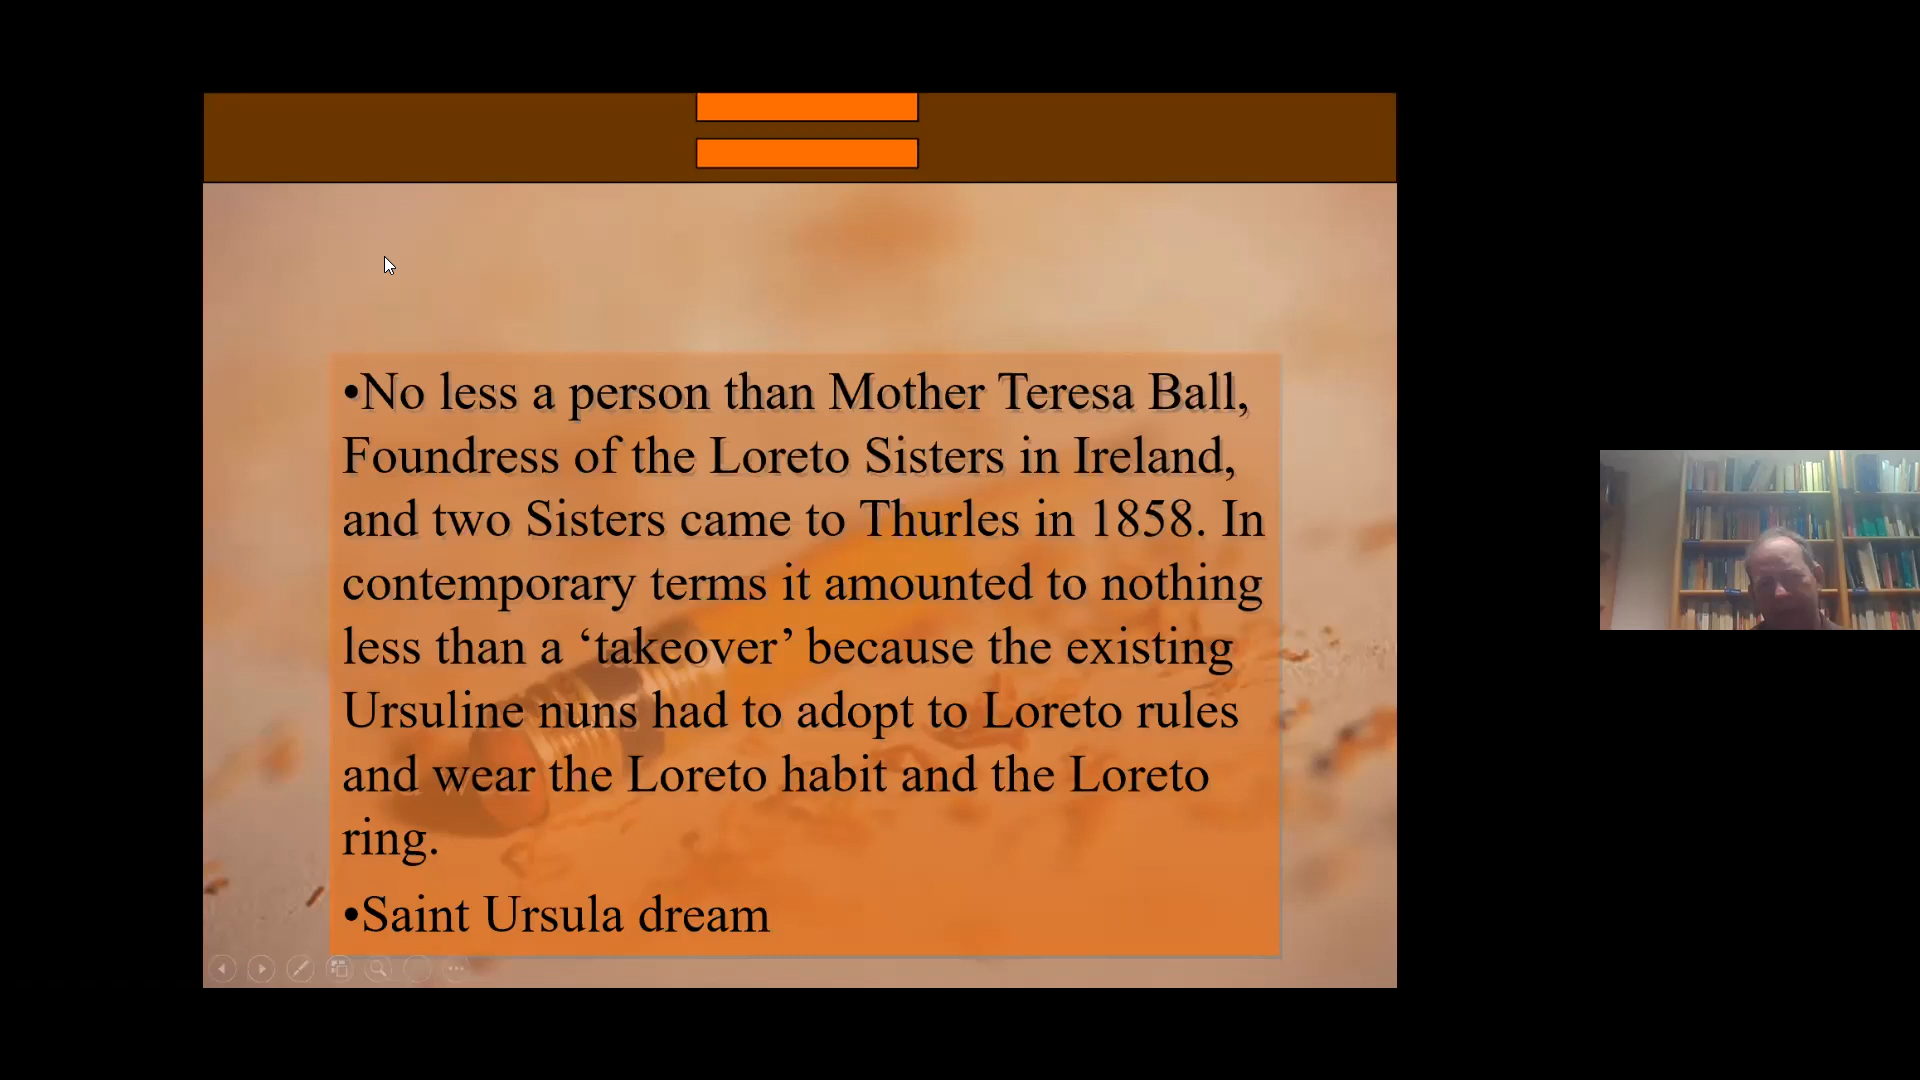 •No less a person than Mother Teresa Ball,
Foundress of the Loreto Sisters in Ireland,
and two Sisters came to Thurles in 1858. In
contemporary terms it amounted to nothing
less than a ‘takeover’ because the existing
Ursuline nuns had to adopt to Loreto rules
and wear the Loreto habit and the Loreto
ring.
•Saint Ursula dream